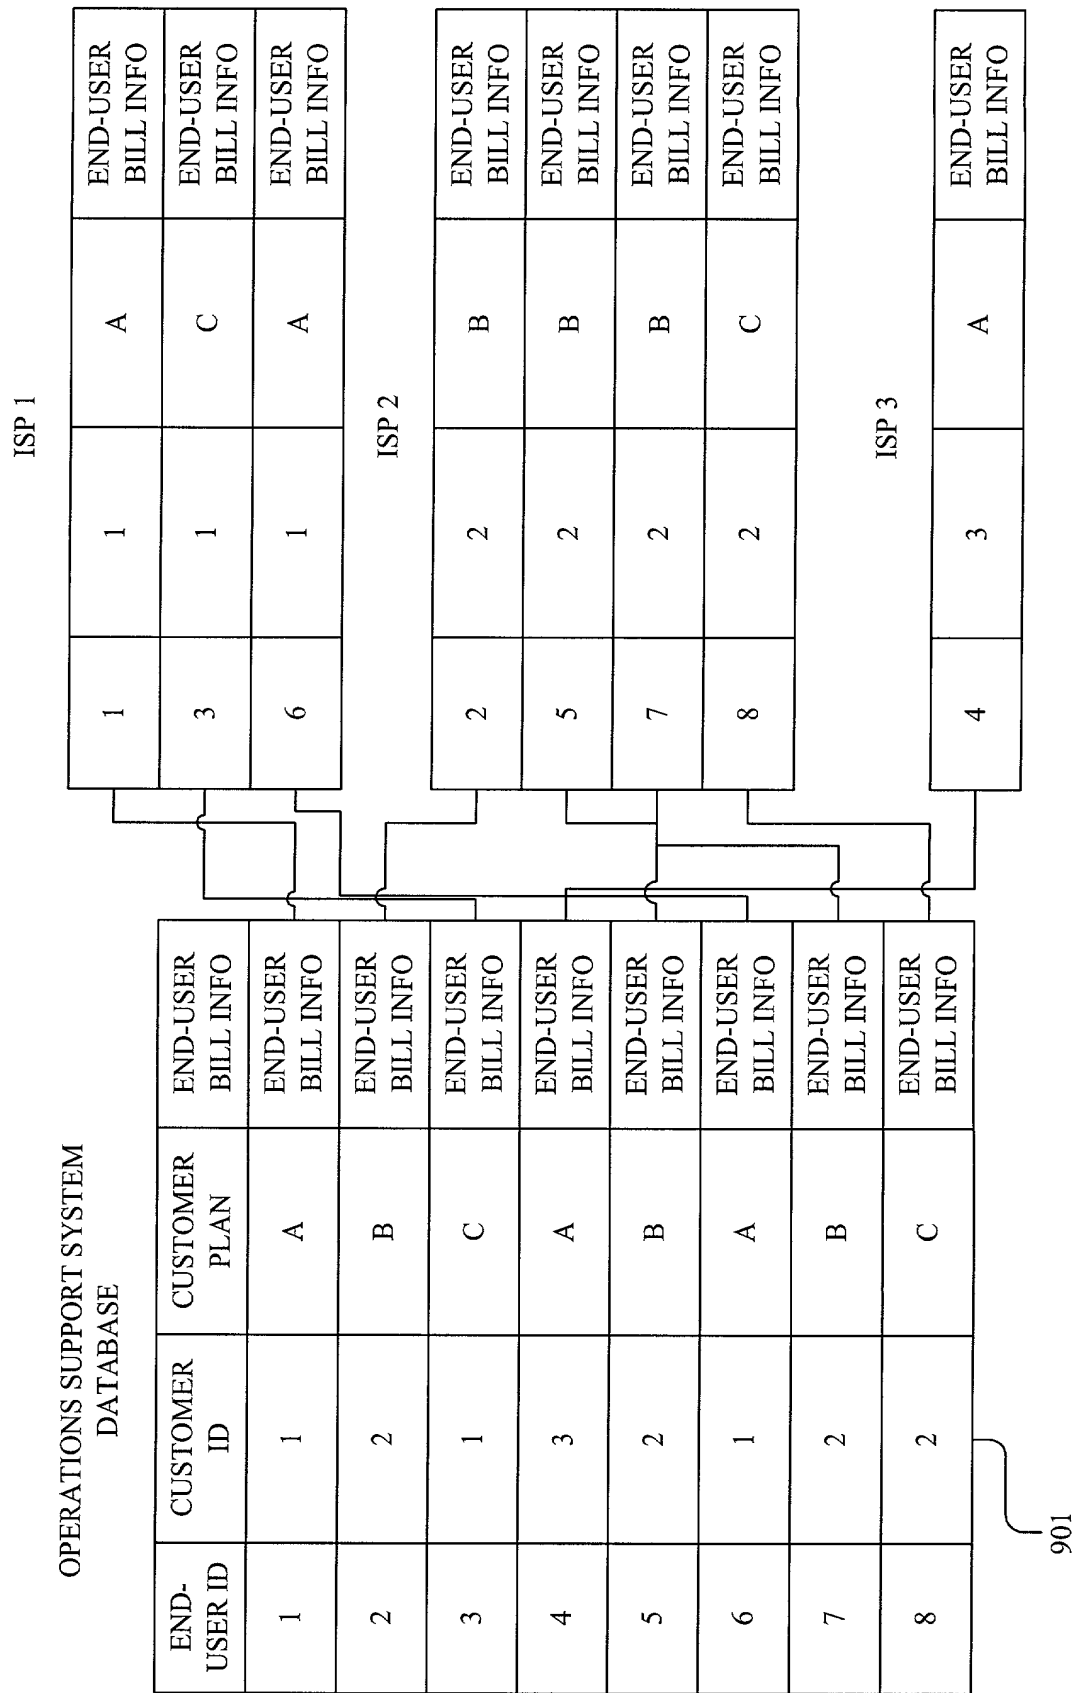 OPERATIONS SUPPORT SYSTEM
DATABASE
END-
USER ID
CUSTOMER
ID
CUSTOMER
PLAN
END-USER
BILL INFO
1
1
A
END-USER
BILL INFO
2
2
B
END-USER
BILL INFO
3
1
C
END-USER
BILL INFO
4
3
A
END-USER
BILL INFO
5
2
B
END-USER
BILL INFO
6
1
A
END-USER
BILL INFO
7
2
B
END-USER
BILL INFO
8
2
C
END-USER
BILL INFO
901
ISP 1
1
1
A
END-USER
BILL INFO
3
1
C
END-USER
BILL INFO
6
1
A
END-USER
BILL INFO
ISP 2
2
2
B
END-USER
BILL INFO
5
2
B
END-USER
BILL INFO
7
2
B
END-USER
BILL INFO
8
2
C
END-USER
BILL INFO
ISP 3
4
3
A
END-USER
BILL INFO